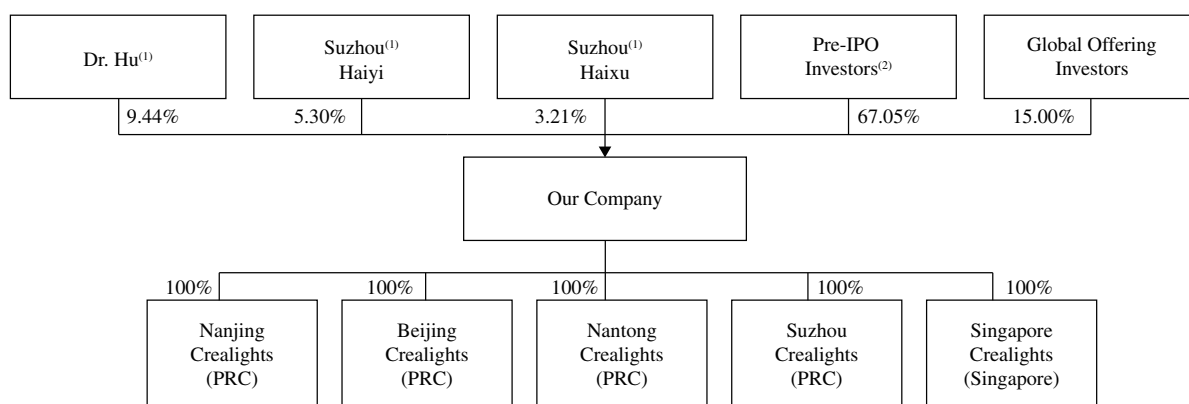 Dr. Hu(1)
Suzhou(1)
Haiyi
Suzhou(1)
Haixu
Pre-IPO
Investors(2)
Global Offering
Investors
9.44%
5.30%
3.21%
67.05%
15.00%
Our Company
100%
100%
100%
100%
100%
Nanjing
Crealights
(PRC)
Beijing
Crealights
(PRC)
Nantong
Crealights
(PRC)
Suzhou
Crealights
(PRC)
Singapore
Crealights
(Singapore)